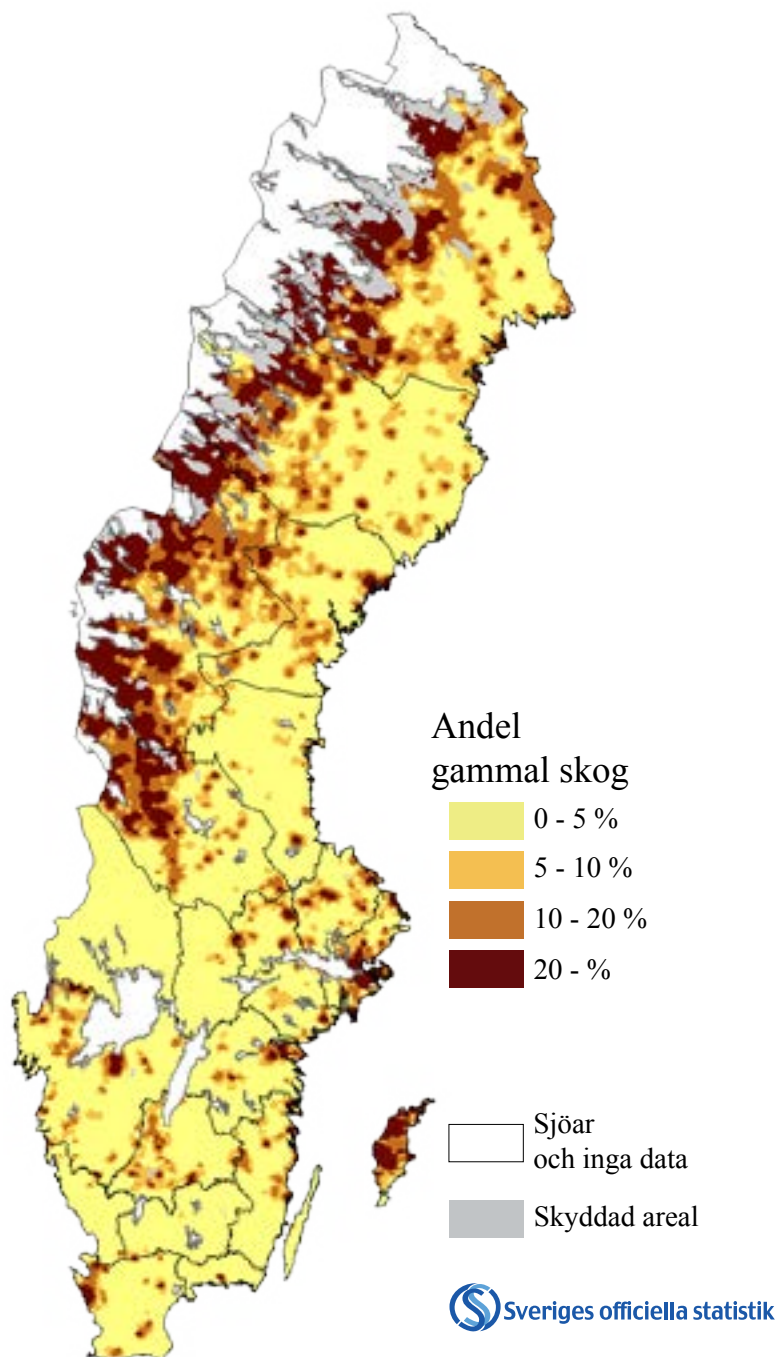 Andel
gammal skog
0 - 5 %
5 - 10 %
10 - 20 %
20 - %
Sjöar
och inga data
Skyddad areal
Sveriges officiella statistik